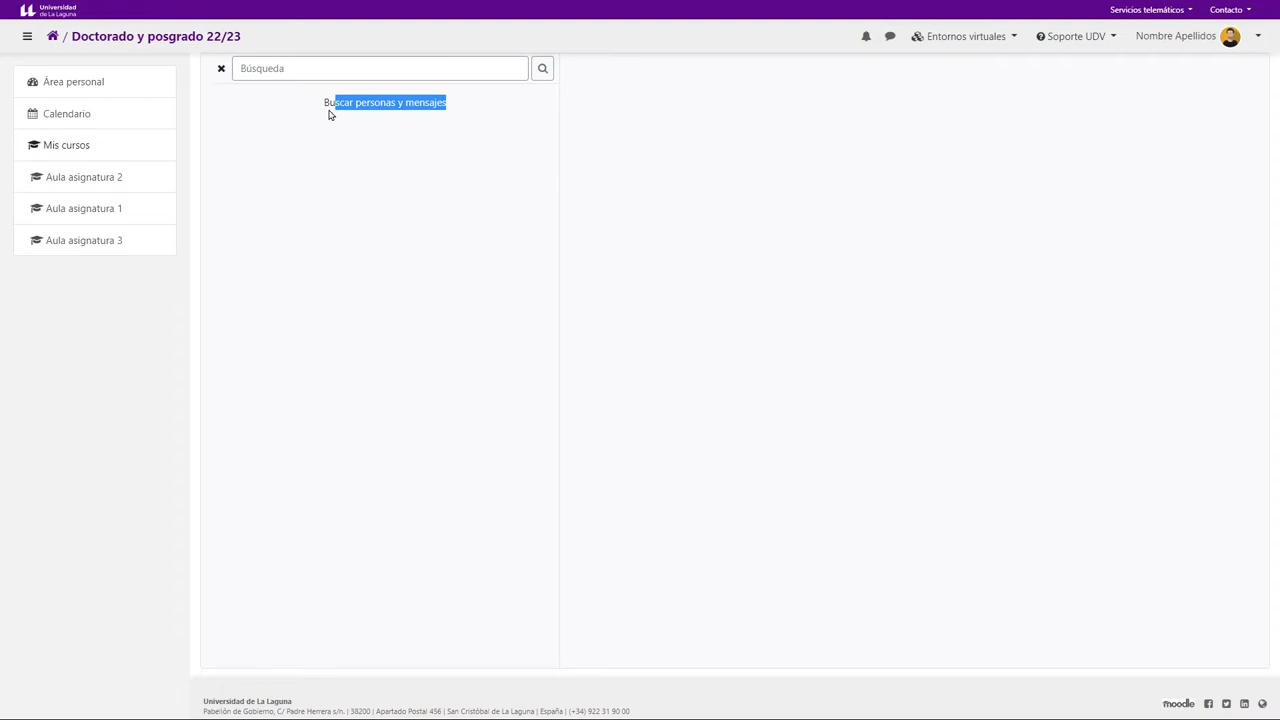 Universidad
de La Laguna
Servicios telemáticos
Contacto
/ Doctorado y posgrado 22/23
Entornos virtuales
Soporte UDV
Nombre Apellidos
Área personal
Calendario
Mis cursos
Aula asignatura 2
Aula asignatura 1
Aula asignatura 3
Búsqueda
Buscar personas y mensajes
Universidad de La Laguna
Pabellón de Gobierno, C/ Padre Herrera s/n. | 38200 | Apartado Postal 456 | San Cristóbal de La Laguna | España | (+34) 922 31 90 00
moodle